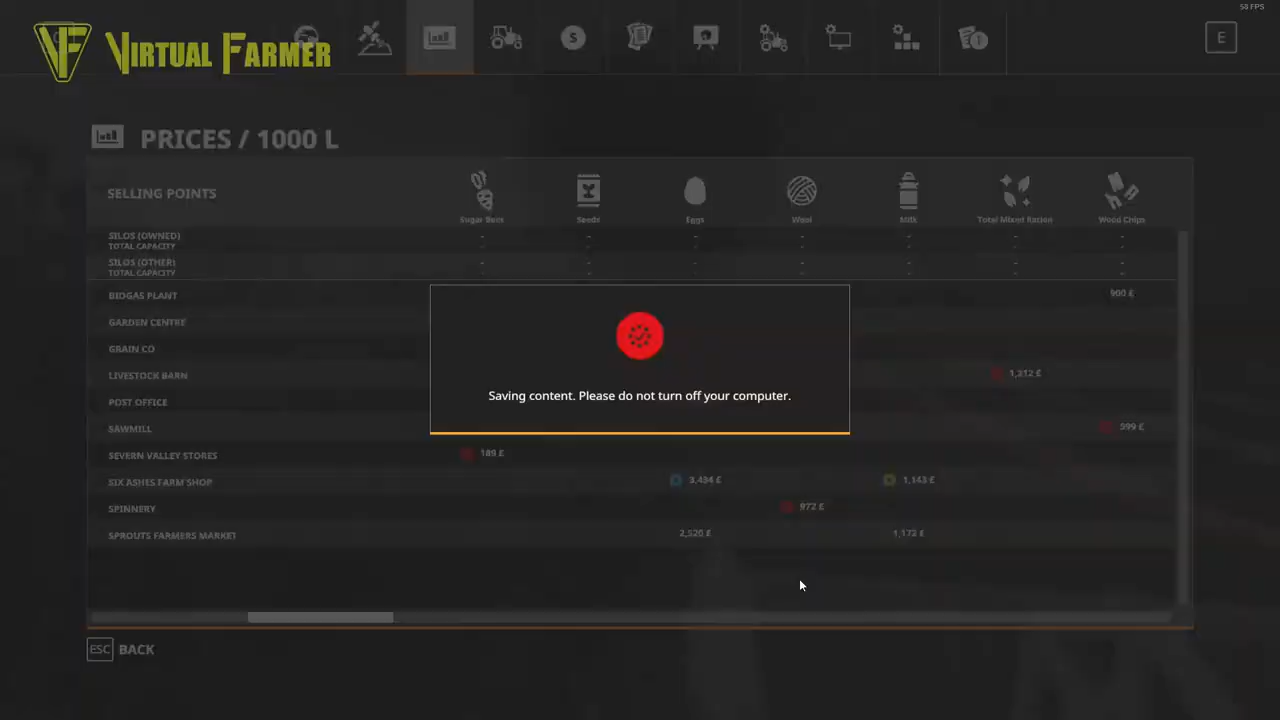 58 FPS
VIRTUAL FARMER
E
PRICES / 1000 L
SELLING POINTS
Sugar Beet Seeds Eggs Wool Milk Total Mixed Ration Wood Chips
SILOS (OWNED) - - - - - - -
TOTAL CAPACITY - - - - - - -
SILOS (OTHER) - - - - - - -
TOTAL CAPACITY - - - - - - -
BIOGAS PLANT 900 £
GARDEN CENTRE
GRAIN CO
LIVESTOCK BARN 1,312 £
POST OFFICE
SAWMILL 999 £
SEVERN VALLEY STORES 189 £
SIX ASHES FARM SHOP 3,434 £ 1,143 £
SPINNERY 972 £
SPROUTS FARMERS MARKET 2,520 £ 1,173 £
Saving content. Please do not turn off your computer.
ESC BACK